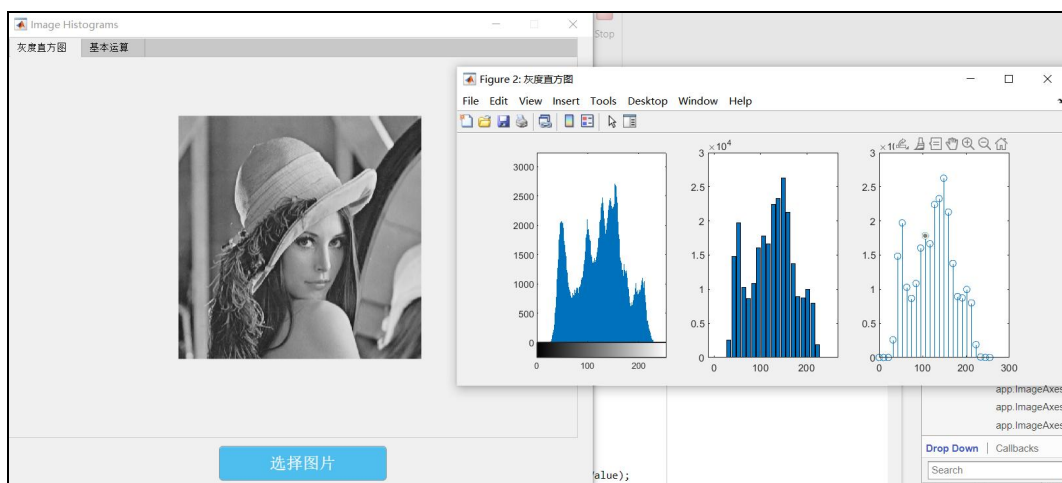 Image Histograms
Stop
灰度直方图 基本运算
Figure 2: 灰度直方图
File Edit View Insert Tools Desktop Window Help
3000
2500
2000
1500
1000
500
0
0 100 200
×10⁴
3
2.5
2
1.5
1
0.5
0
0 100 200
3
2.5
2
1.5
1
0.5
0
0 100 200 300
app.ImageAxes
app.ImageAxes
app.ImageAxes
Drop Down | Callbacks
Search
选择图片
alue);